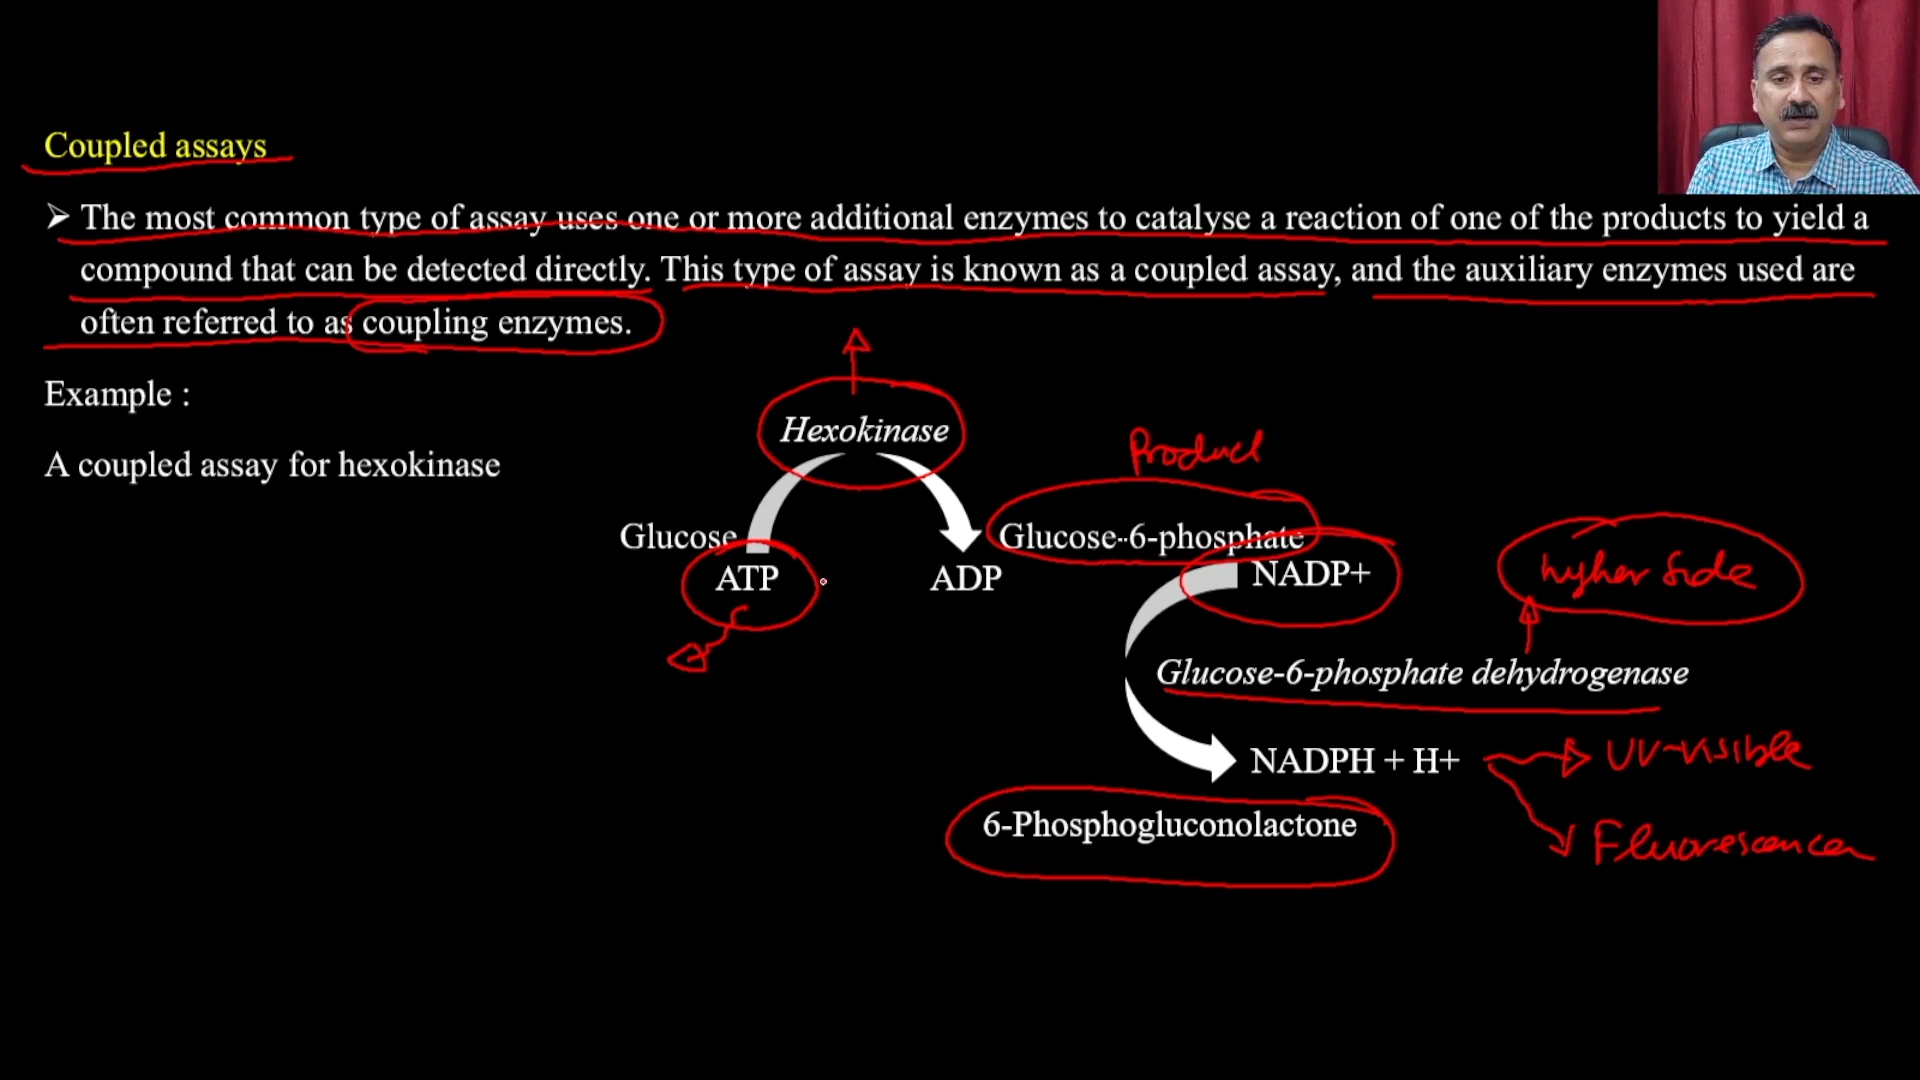 Coupled assays
➢ The most common type of assay uses one or more additional enzymes to catalyse a reaction of one of the products to yield a
compound that can be detected directly. This type of assay is known as a coupled assay, and the auxiliary enzymes used are
often referred to as coupling enzymes.
Example :
Hexokinase
Product
A coupled assay for hexokinase
Glucose
Glucose-6-phosphate
ATP
ADP
NADP+
higher side
Glucose-6-phosphate dehydrogenase
NADPH + H+
UV-visible
6-Phosphogluconolactone
Fluorescence